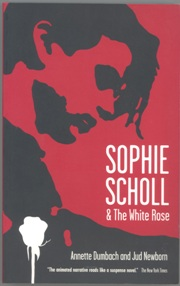 SOPHIE
SCHOLL
& The White Rose
Annette Dumbach and Jud Newborn
"The animated narrative reads like a suspense novel." The New York Times